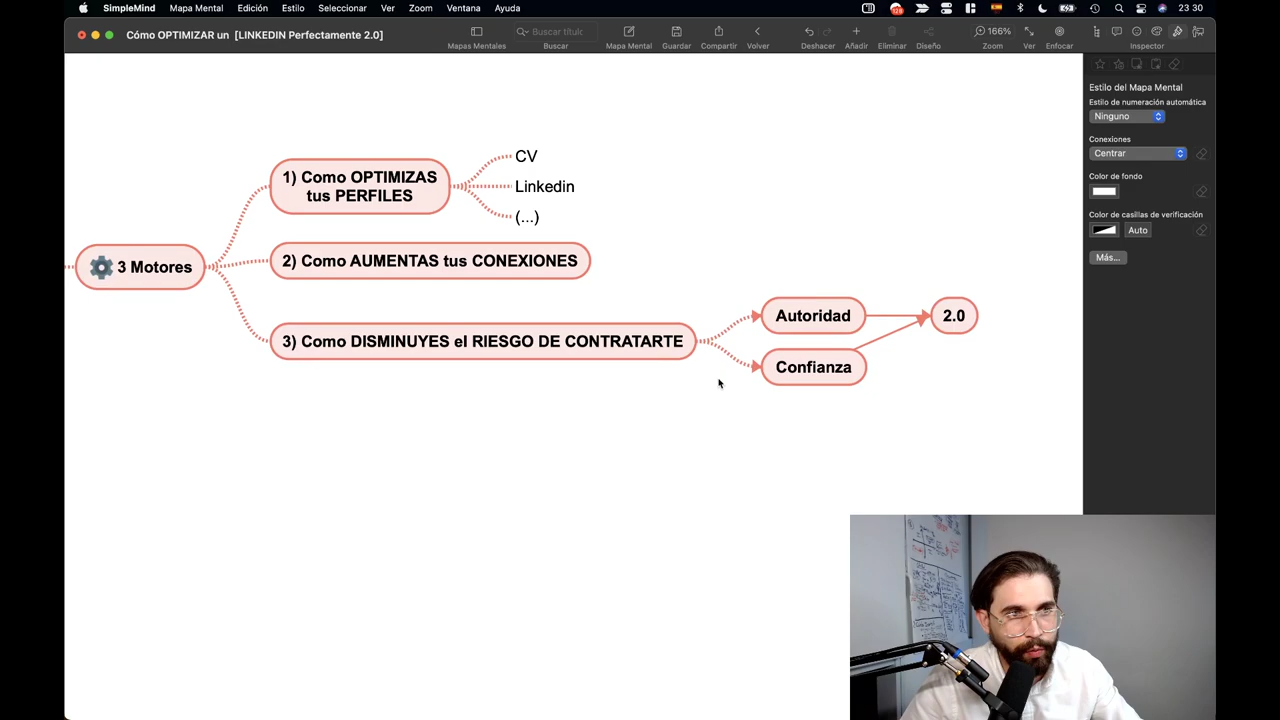 SimpleMind Mapa Mental Edición Estilo Seleccionar Ver Zoom Ventana Ayuda
23 30
Cómo OPTIMIZAR un [LINKEDIN Perfectamente 2.0]
Mapas Mentales
Buscar títulc
Buscar
Mapa Mental
Guardar
Compartir
Volver
Deshacer
Añadir
Eliminar
Diseño
166%
Zoom
Ver
Enfocar
Inspector
Estilo del Mapa Mental
Estilo de numeración automática
Ninguno
Conexiones
Centrar
Color de fondo
Color de casillas de verificación
Auto
Más...
3 Motores
1) Como OPTIMIZAS
tus PERFILES
CV
Linkedin
(...)
2) Como AUMENTAS tus CONEXIONES
3) Como DISMINUYES el RIESGO DE CONTRATARTE
Autoridad
Confianza
2.0